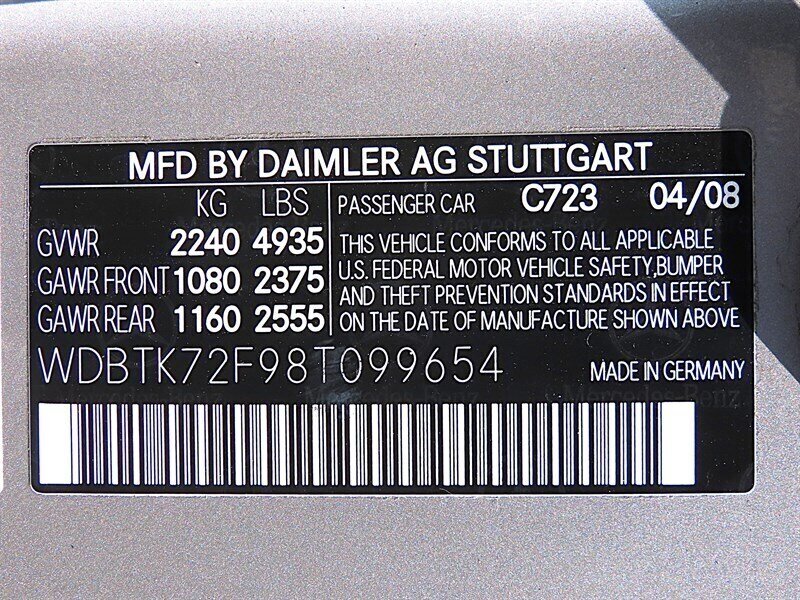 MFD BY DAIMLER AG STUTTGART
KG LBS
GVWR 2240 4935
GAWR FRONT 1080 2375
GAWR REAR 1160 2555
PASSENGER CAR C723 04/08
THIS VEHICLE CONFORMS TO ALL APPLICABLE
U.S. FEDERAL MOTOR VEHICLE SAFETY,BUMPER
AND THEFT PREVENTION STANDARDS IN EFFECT
ON THE DATE OF MANUFACTURE SHOWN ABOVE
WDBTK72F98T099654 MADE IN GERMANY
Mercedes-Benz